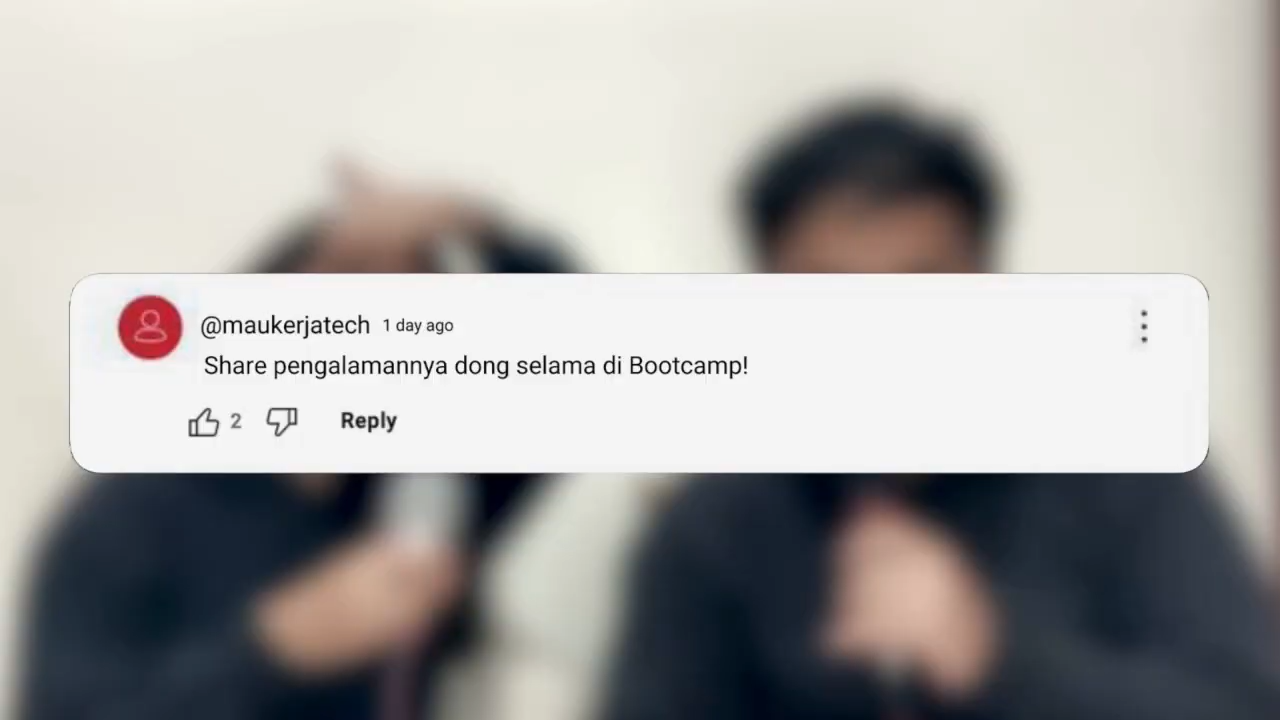 @maukerjatech 1 day ago
Share pengalamannya dong selama di Bootcamp!
2 Reply